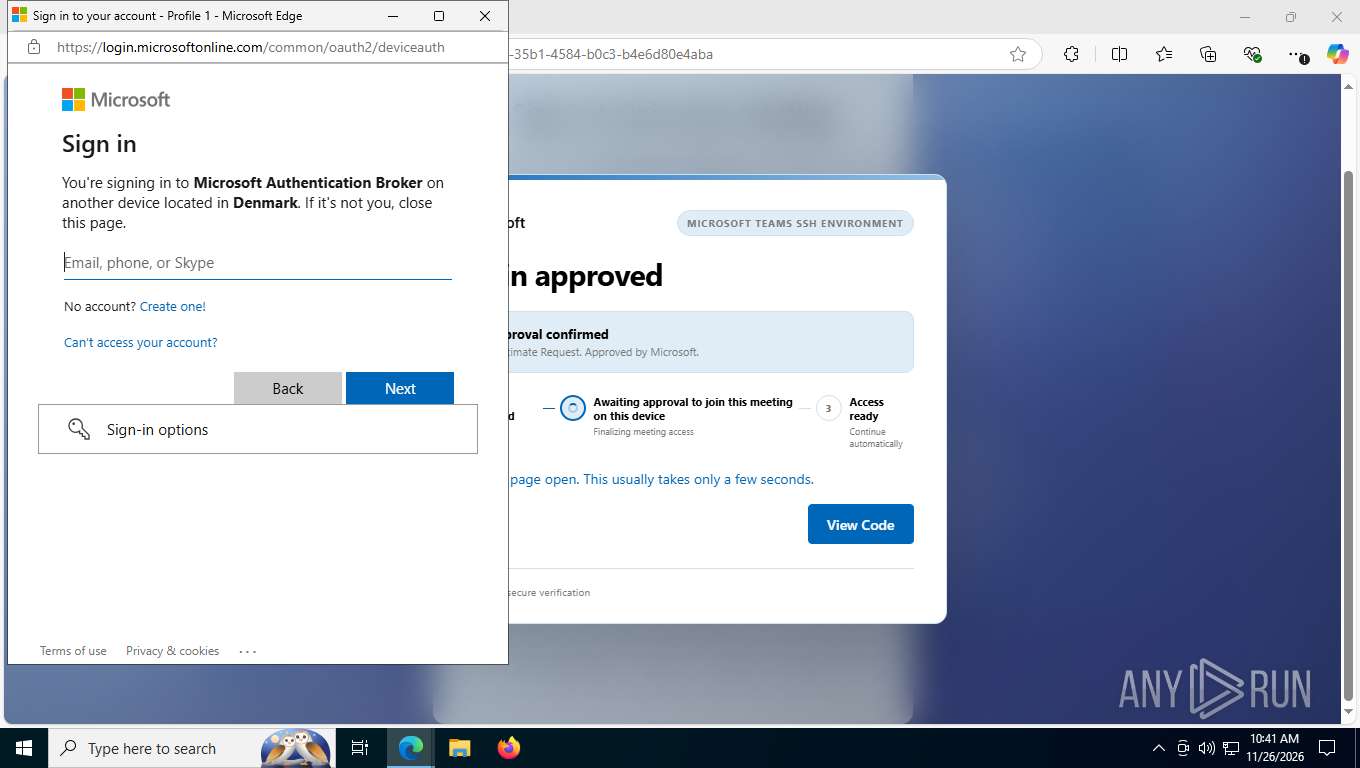 Sign in to your account - Profile 1 - Microsoft Edge
https://login.microsoftonline.com/common/oauth2/deviceauth
-35b1-4584-b0c3-b4e6d80e4aba
Microsoft
Sign in
You're signing in to Microsoft Authentication Broker on
another device located in Denmark. If it's not you, close
this page.
Email, phone, or Skype
No account? Create one!
Can't access your account?
Back
Next
Sign-in options
Terms of use
Privacy & cookies
...
oft
MICROSOFT TEAMS SSH ENVIRONMENT
in approved
proval confirmed
timate Request. Approved by Microsoft.
d
Awaiting approval to join this meeting
on this device
Finalizing meeting access
3
Access
ready
Continue
automatically
page open. This usually takes only a few seconds.
View Code
secure verification
ANY RUN
Type here to search
10:41 AM
11/26/2026